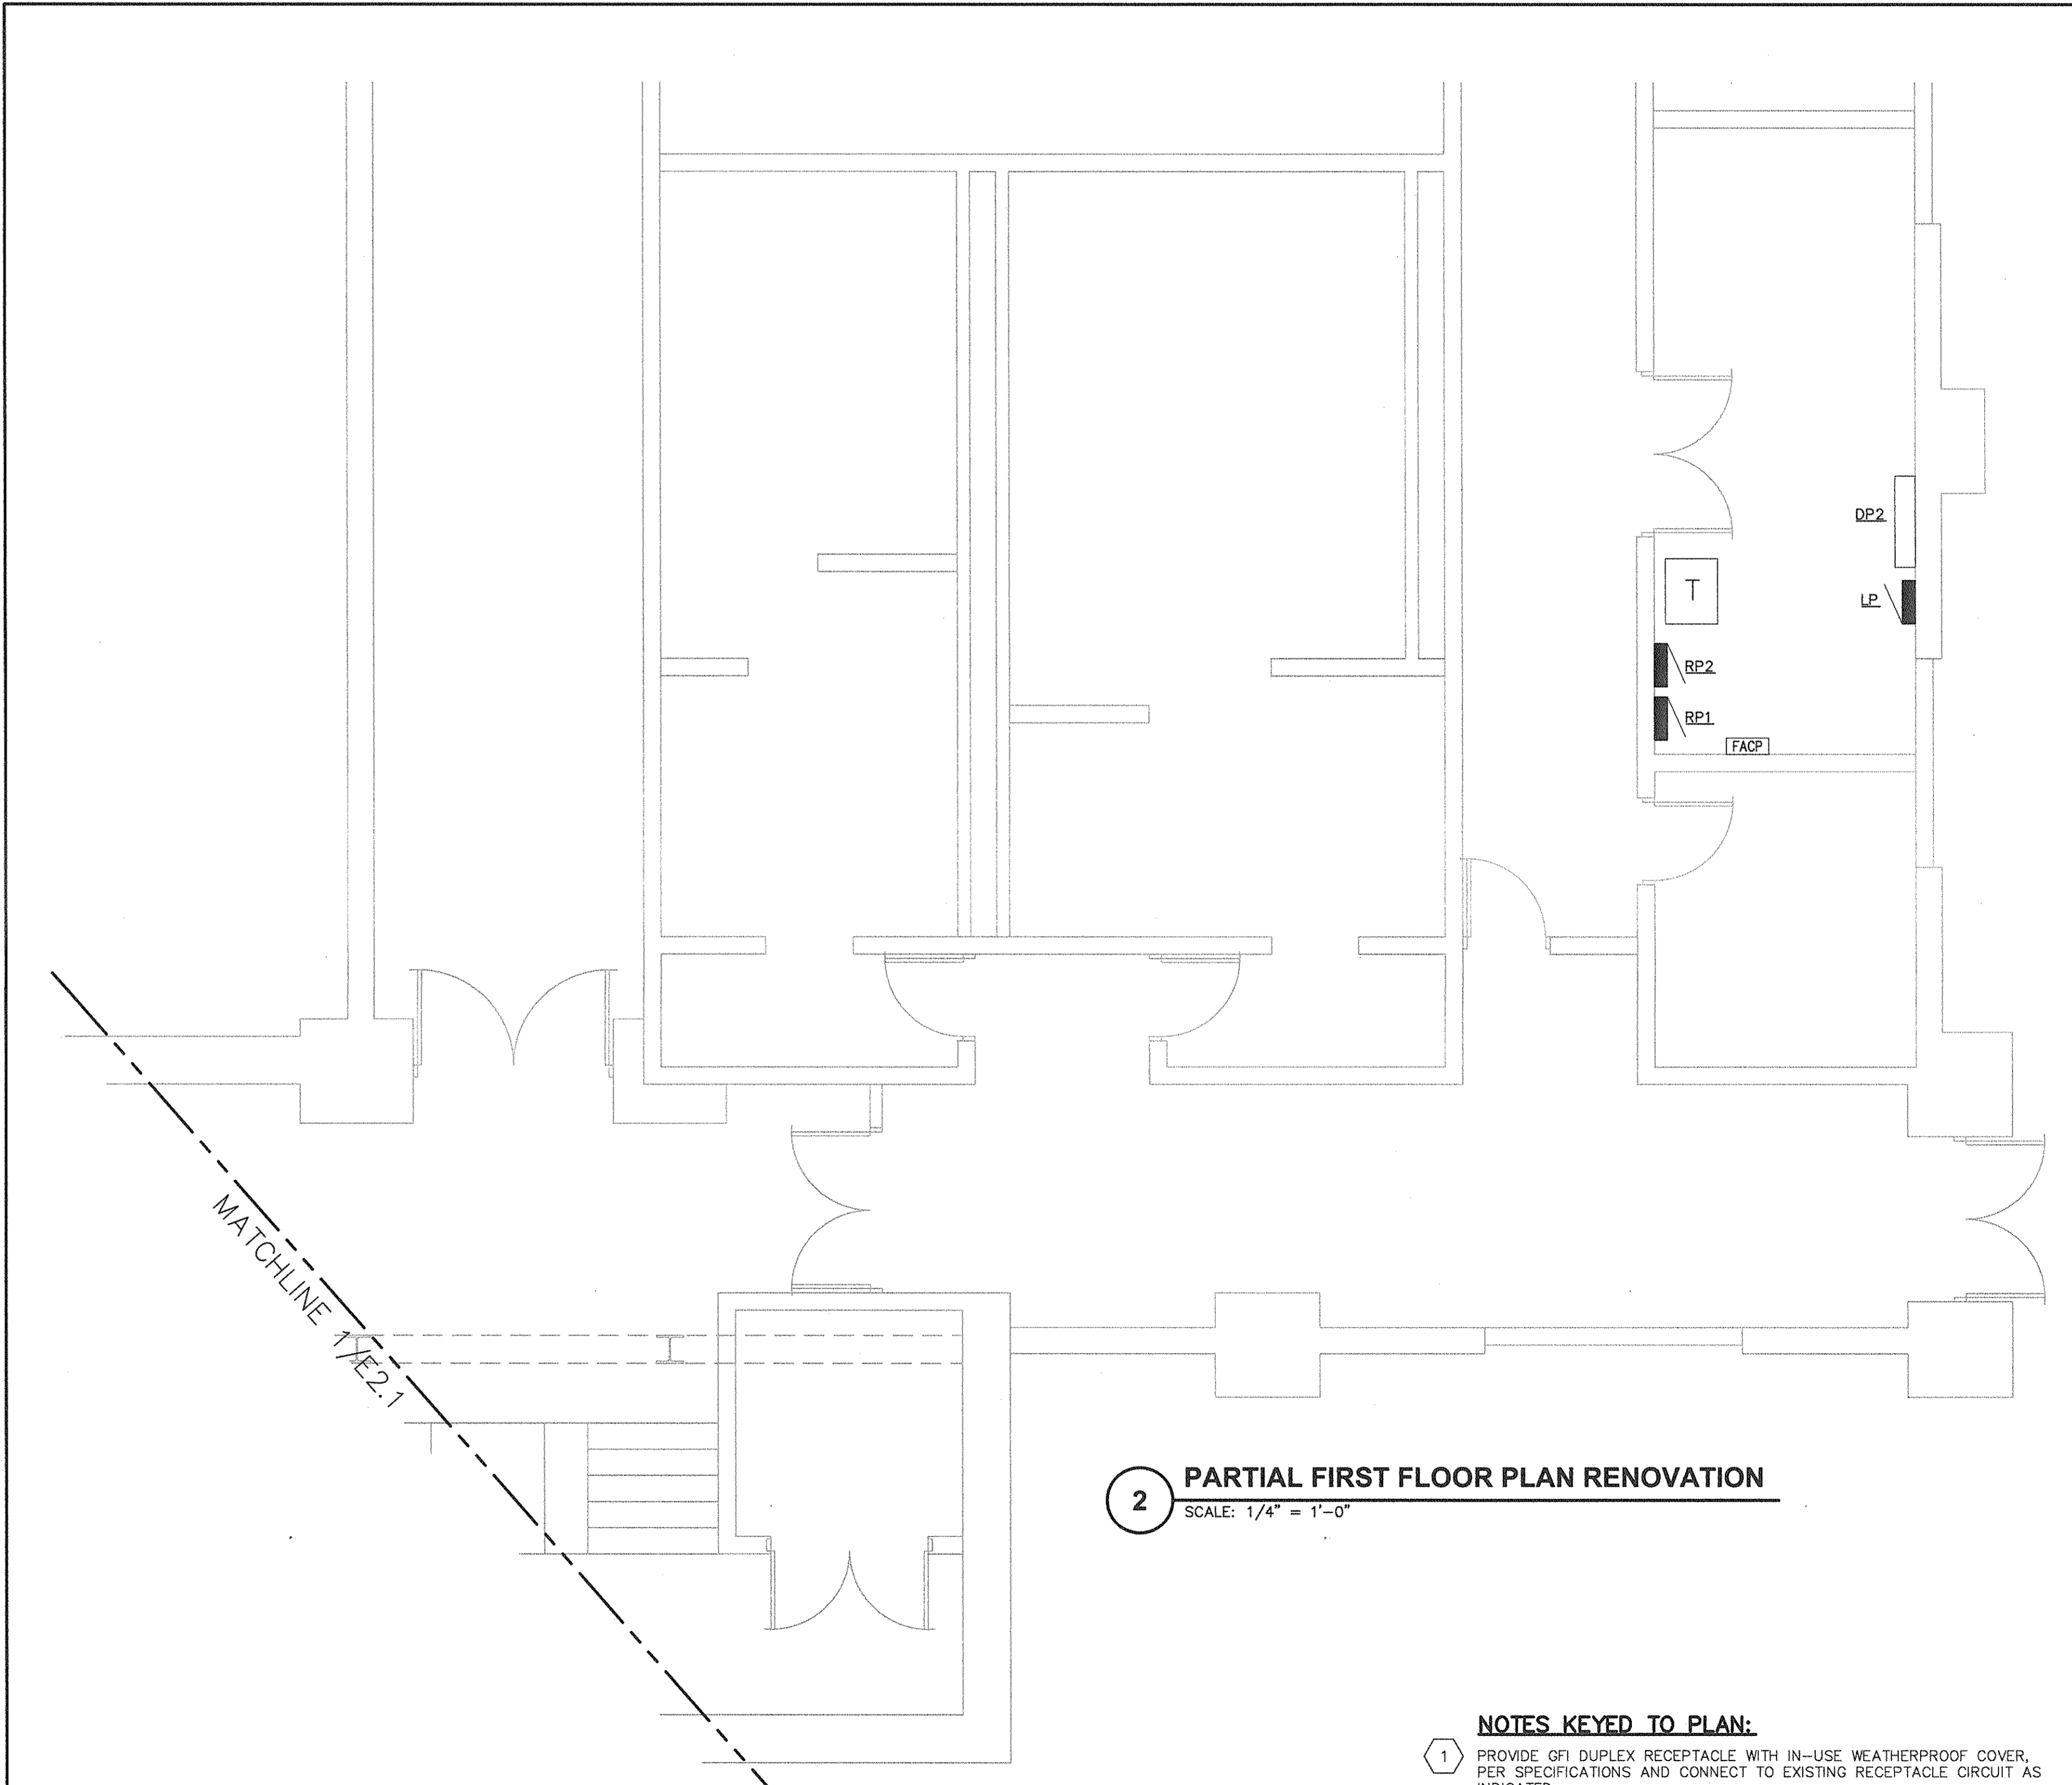 DP2
T
LP
RP2
RP1
FACP
MATCHLINE 1/E2.1
2
PARTIAL FIRST FLOOR PLAN RENOVATION
SCALE: 1/4" = 1'-0"
NOTES KEYED TO PLAN:
1
PROVIDE GFI DUPLEX RECEPTACLE WITH IN-USE WEATHERPROOF COVER,
PER SPECIFICATIONS AND CONNECT TO EXISTING RECEPTACLE CIRCUIT AS
INDICATED